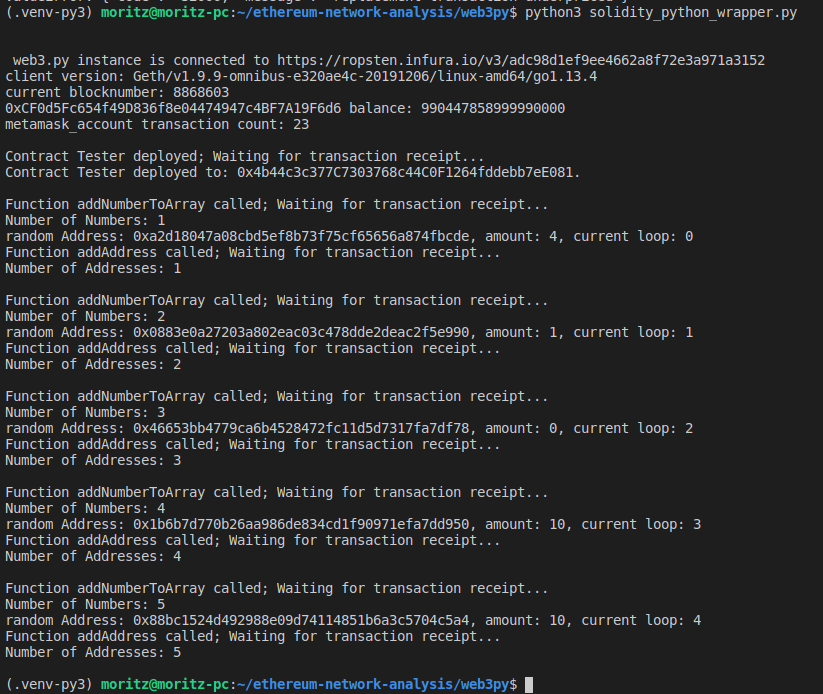 (.venv-py3) moritz@moritz-pc:~/ethereum-network-analysis/web3py$ python3 solidity_python_wrapper.py
web3.py instance is connected to https://ropsten.infura.io/v3/adc98d1ef9ee4662a8f72e3a971a3152
client version: Geth/v1.9.9-omnibus-e320ae4c-20191206/linux-amd64/go1.13.4
current blocknumber: 8868603
0xCF0d5Fc654f49D836f8e04474947c4BF7A19F6d6 balance: 990447858999990000
metamask_account transaction count: 23
Contract Tester deployed; Waiting for transaction receipt...
Contract Tester deployed to: 0x4b44c3c377C7303768c44C0F1264fddebb7eE081.
Function addNumberToArray called; Waiting for transaction receipt...
Number of Numbers: 1
random Address: 0xa2d18047a08cbd5ef8b73f75cf65656a874fbcde, amount: 4, current loop: 0
Function addAddress called; Waiting for transaction receipt...
Number of Addresses: 1
Function addNumberToArray called; Waiting for transaction receipt...
Number of Numbers: 2
random Address: 0x0883e0a27203a802eac03c478dde2deac2f5e990, amount: 1, current loop: 1
Function addAddress called; Waiting for transaction receipt...
Number of Addresses: 2
Function addNumberToArray called; Waiting for transaction receipt...
Number of Numbers: 3
random Address: 0x46653bb4779ca6b4528472fc11d5d7317fa7df78, amount: 0, current loop: 2
Function addAddress called; Waiting for transaction receipt...
Number of Addresses: 3
Function addNumberToArray called; Waiting for transaction receipt...
Number of Numbers: 4
random Address: 0x1b6b7d770b26aa986de834cd1f90971efa7dd950, amount: 10, current loop: 3
Function addAddress called; Waiting for transaction receipt...
Number of Addresses: 4
Function addNumberToArray called; Waiting for transaction receipt...
Number of Numbers: 5
random Address: 0x88bc1524d492988e09d74114851b6a3c5704c5a4, amount: 10, current loop: 4
Function addAddress called; Waiting for transaction receipt...
Number of Addresses: 5
(.venv-py3) moritz@moritz-pc:~/ethereum-network-analysis/web3py$